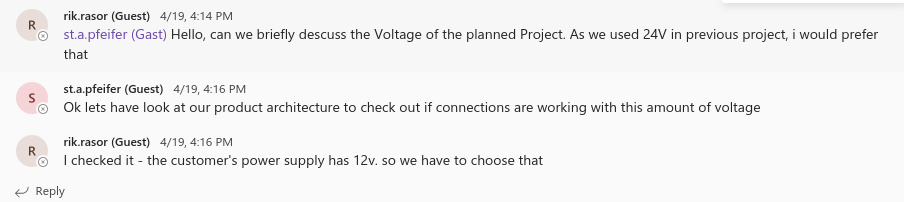 R
rik.rasor (Guest) 4/19, 4:14 PM
st.a.pfeifer (Gast) Hello, can we briefly descuss the Voltage of the planned Project. As we used 24V in previous project, i would prefer
that
S
st.a.pfeifer (Guest) 4/19, 4:16 PM
Ok lets have look at our product architecture to check out if connections are working with this amount of voltage
R
rik.rasor (Guest) 4/19, 4:16 PM
I checked it - the customer's power supply has 12v. so we have to choose that
Reply